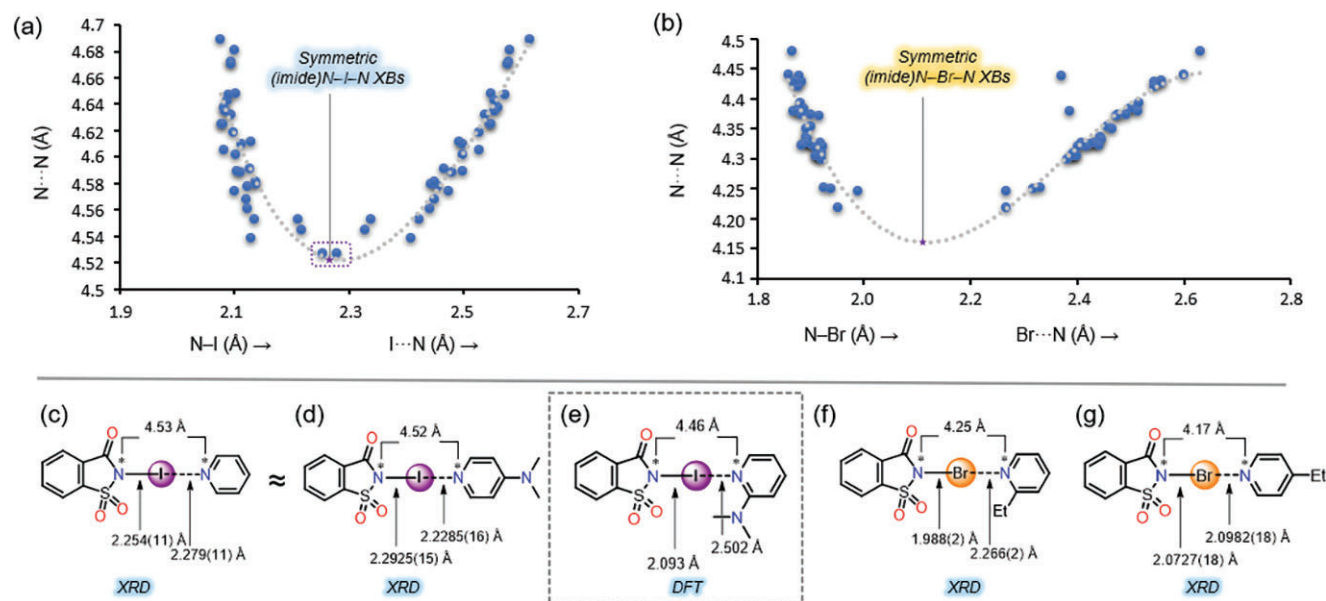 (a)
4.7
4.68
4.66
4.64
4.62
4.6
4.58
4.56
4.54
4.52
4.5
N···N (Å)
Symmetric
(imide)N–I–N XBs
1.9 2.1 2.3 2.5 2.7
N–I (Å) → I···N (Å) →
(b)
4.5
4.45
4.4
4.35
4.3
4.25
4.20
4.15
4.1
N···N (Å)
Symmetric
(imide)N–Br–N XBs
1.8 2.0 2.2 2.4 2.6 2.8
N–Br (Å) → Br···N (Å) →
(c)
4.53 Å
O
N * I * N
S
O O
2.254(11) Å
2.279(11) Å
XRD
≈
(d)
4.52 Å
O
N * I * N N
S
O O
2.2285(16) Å
2.2925(15) Å
XRD
(e)
4.46 Å
O
N * I * N
S
O O
N
2.093 Å
2.502 Å
DFT
(f)
4.25 Å
O
N * Br * N
S
O O
Et
1.988(2) Å
2.266(2) Å
XRD
(g)
4.17 Å
O
N * Br * N Et
S
O O
2.0982(18) Å
2.0727(18) Å
XRD